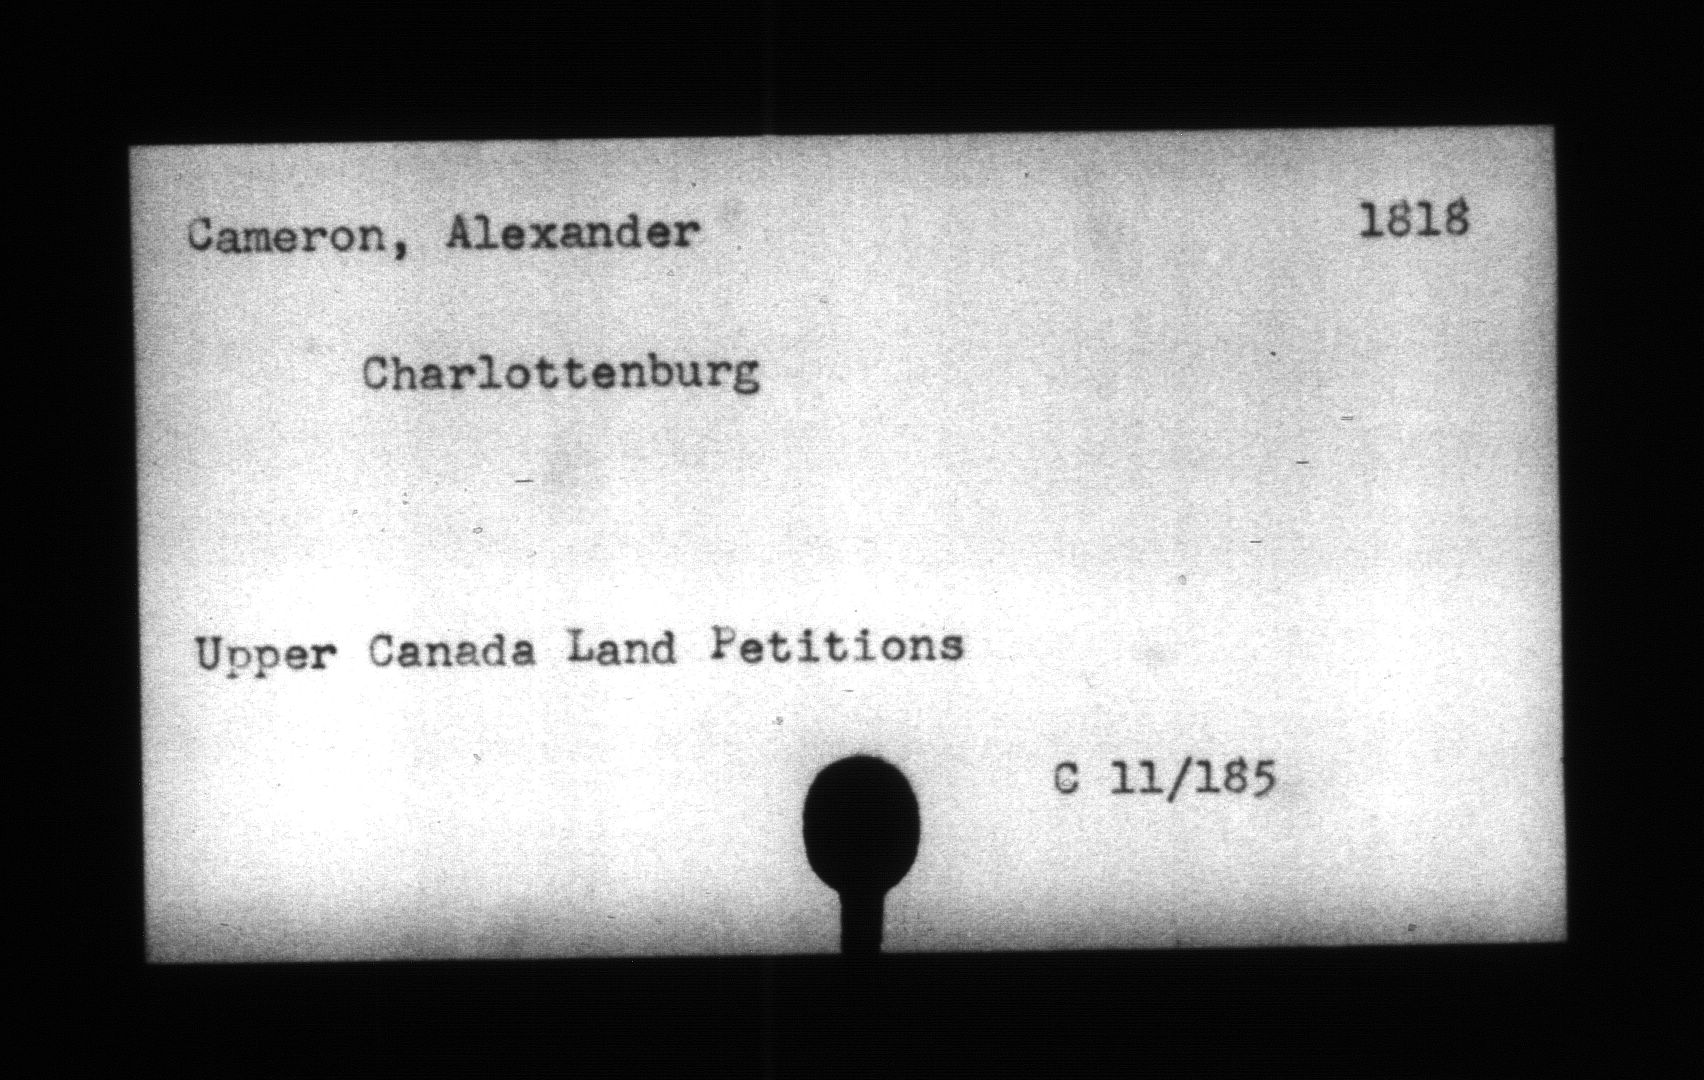 Cameron, Alexander 1818
Charlottenburg
Upper Canada Land Petitions
C 11/185